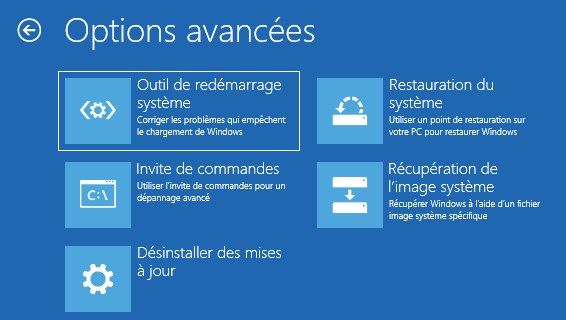 Options avancées
Outil de redémarrage
système
Corriger les problèmes qui empêchent
le chargement de Windows
Restauration du
système
Utiliser un point de restauration sur
votre PC pour restaurer Windows
Invite de commandes
Utiliser l'invite de commandes pour un
dépannage avancé
C:\
Récupération de
l'image système
Récupérer Windows à l'aide d'un fichier
image système spécifique
Désinstaller des mises
à jour